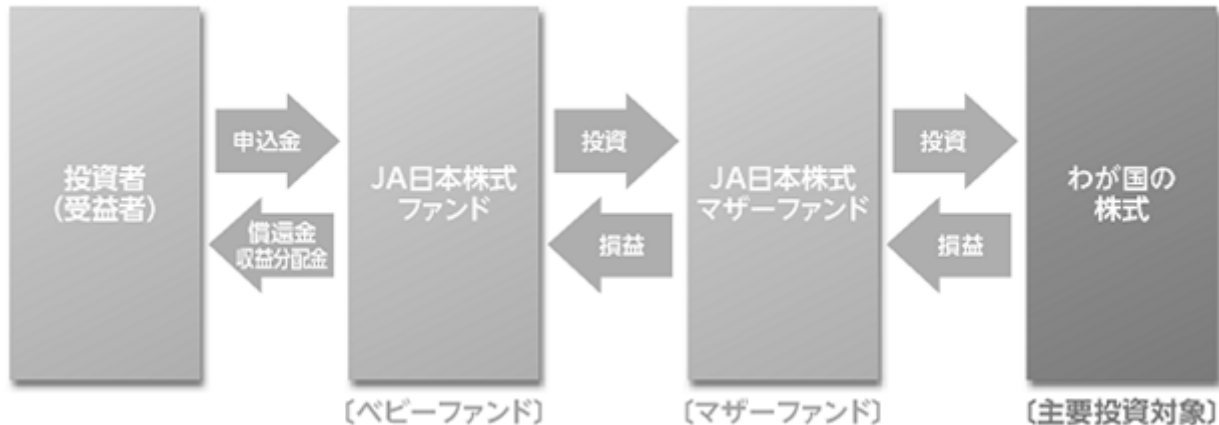 投資者
(受益者)
申込金
償還金
収益分配金
JA日本株式
ファンド
投資
損益
JA日本株式
マザーファンド
投資
損益
わが国の
株式
〔ベビーファンド〕
〔マザーファンド〕
〔主要投資対象〕